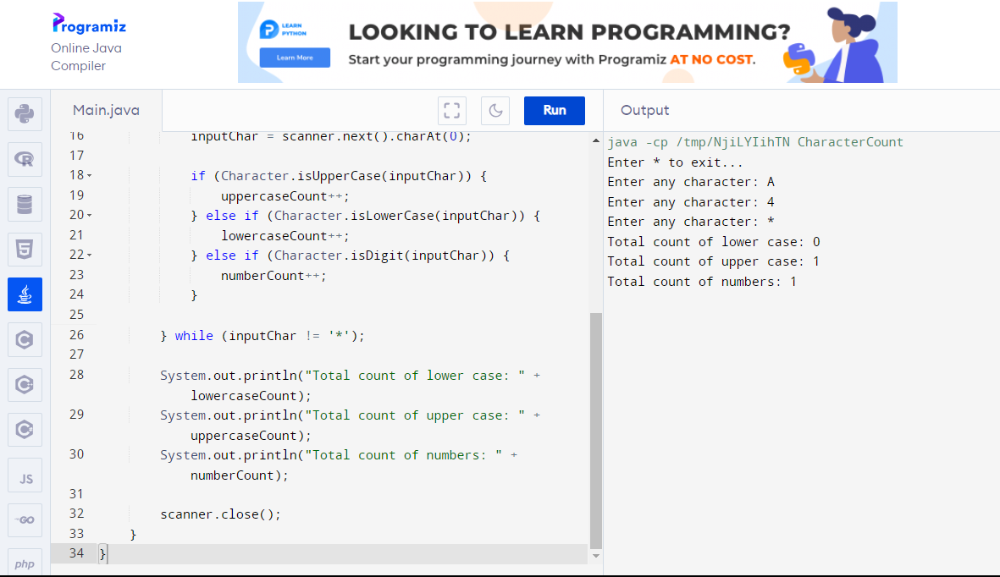 Programiz
Online Java
Compiler
LEARN
PYTHON
Learn More
LOOKING TO LEARN PROGRAMMING?
Start your programming journey with Programiz AT NO COST.
Main.java
Run
Output
16 inputChar = scanner.next().charAt(0);
17
18 if (Character.isUpperCase(inputChar)) {
19 uppercaseCount++;
20 } else if (Character.isLowerCase(inputChar)) {
21 lowercaseCount++;
22 } else if (Character.isDigit(inputChar)) {
23 numberCount++;
24 }
25
26 } while (inputChar != '*');
27
28 System.out.println("Total count of lower case: " +
lowercaseCount);
29 System.out.println("Total count of upper case: " +
uppercaseCount);
30 System.out.println("Total count of numbers: " +
numberCount);
31
32 scanner.close();
33 }
34 }
java -cp /tmp/NjiLYIihTN CharacterCount
Enter * to exit...
Enter any character: A
Enter any character: 4
Enter any character: *
Total count of lower case: 0
Total count of upper case: 1
Total count of numbers: 1
R
5
C
C
C
JS
GO
php